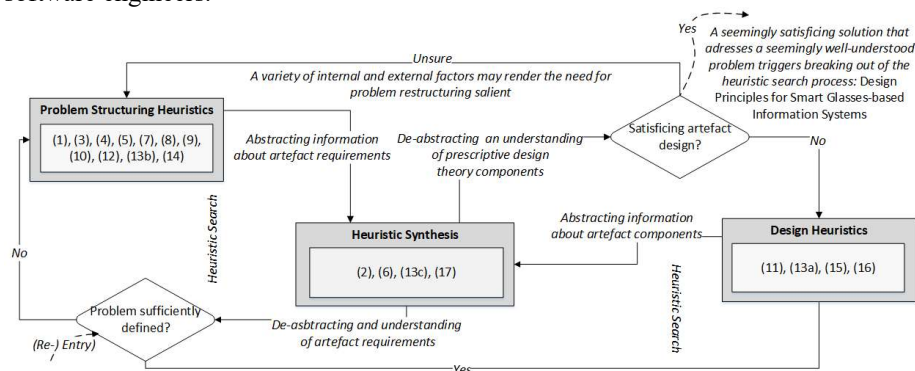 software engineers.
Yes
A seemingly satisficing solution that
adresses a seemingly well-understood
problem triggers breaking out of the
heuristic search process: Design
Principles for Smart Glasses-based
Information Systems
Unsure
A variety of internal and external factors may render the need for
problem restructuring salient
Problem Structuring Heuristics
(1), (3), (4), (5), (7), (8), (9),
(10), (12), (13b), (14)
Abstracting information
about artefact requirements
De-abstracting an understanding
of prescriptive design
theory components
Satisficing artefact
design?
No
Heuristic Search
Abstracting information
about artefact components
Heuristic Synthesis
(2), (6), (13c), (17)
Design Heuristics
(11), (13a), (15), (16)
No
Heuristic Search
Problem sufficiently
defined?
De-asbtracting and understanding
of artefact requirements
(Re-) Entry)
Yes